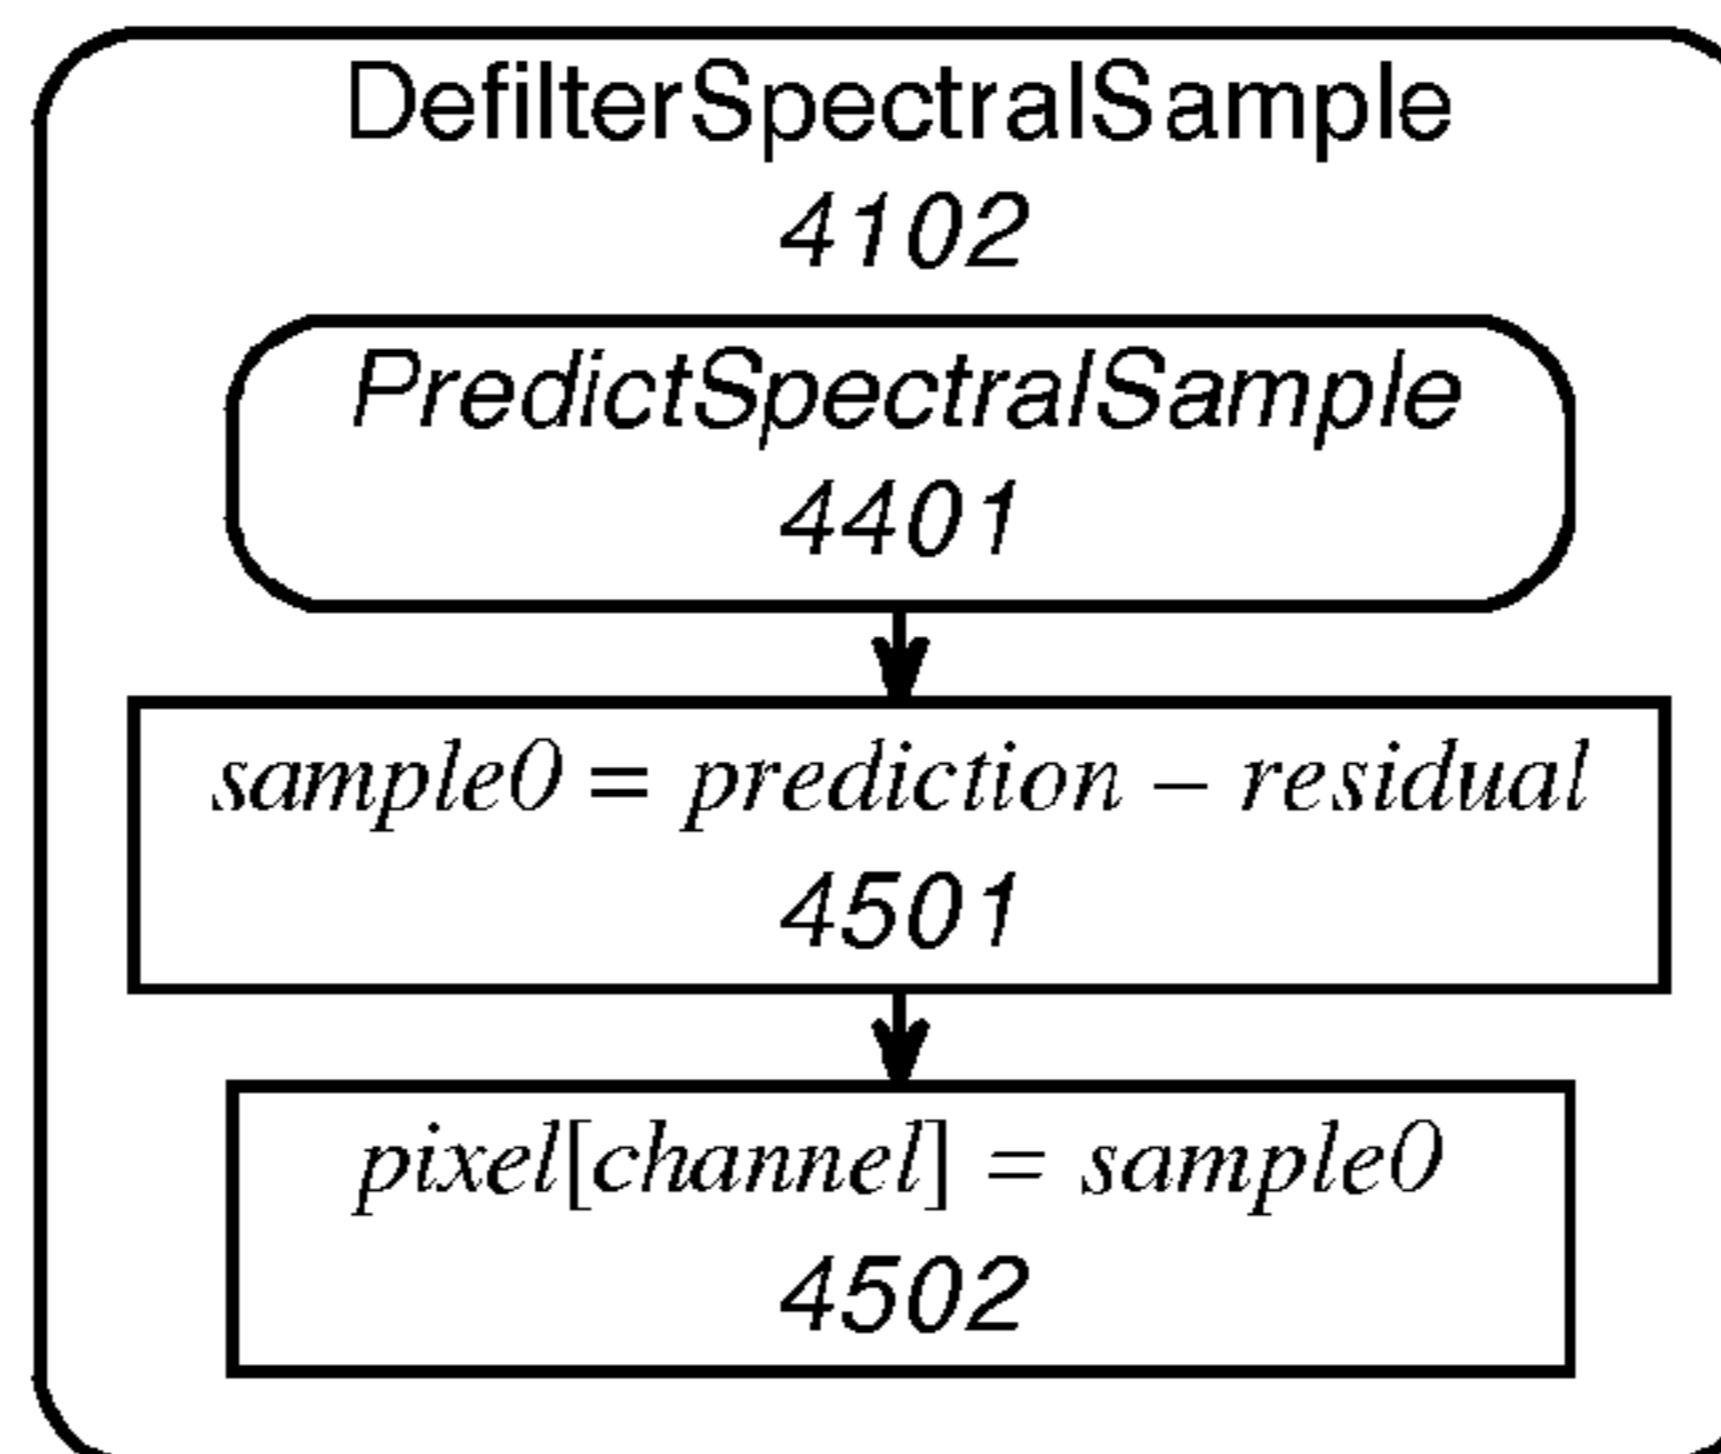 DefilterSpectralSample
4102
PredictSpectralSample
4401
sample0 = prediction – residual
4501
pixel[channel] = sample0
4502